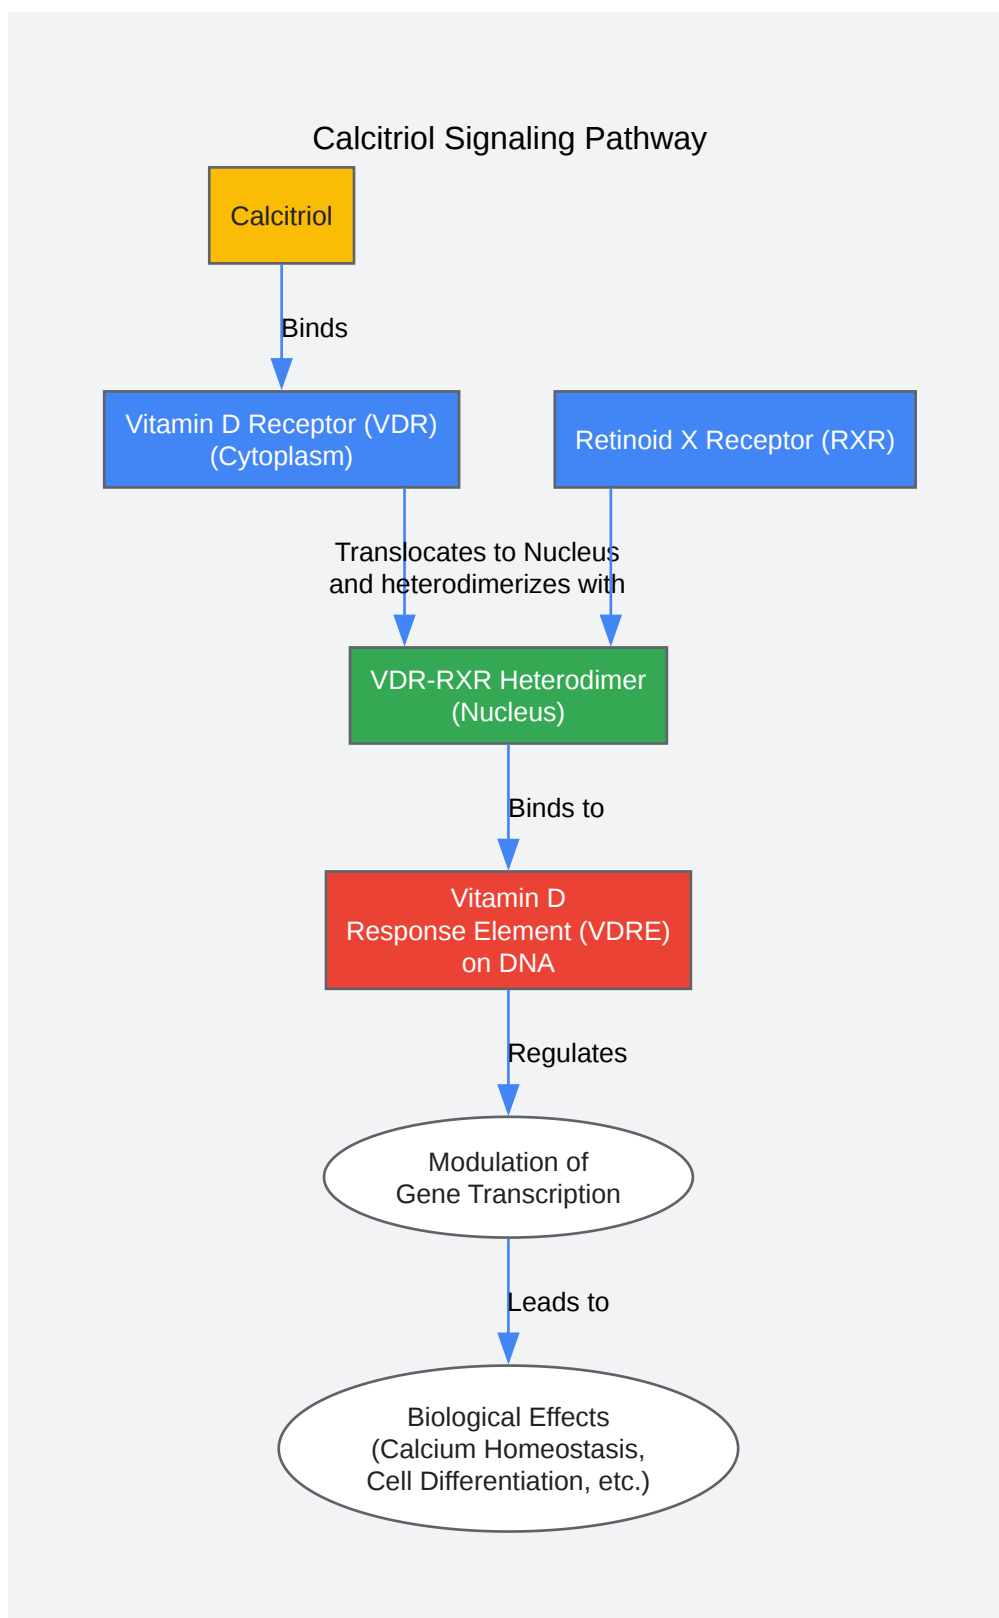 Calcitriol Signaling Pathway
Calcitriol
Binds
Vitamin D Receptor (VDR)
(Cytoplasm)
Retinoid X Receptor (RXR)
Translocates to Nucleus
and heterodimerizes with
VDR-RXR Heterodimer
(Nucleus)
Binds to
Vitamin D
Response Element (VDRE)
on DNA
Regulates
Modulation of
Gene Transcription
Leads to
Biological Effects
(Calcium Homeostasis,
Cell Differentiation, etc.)